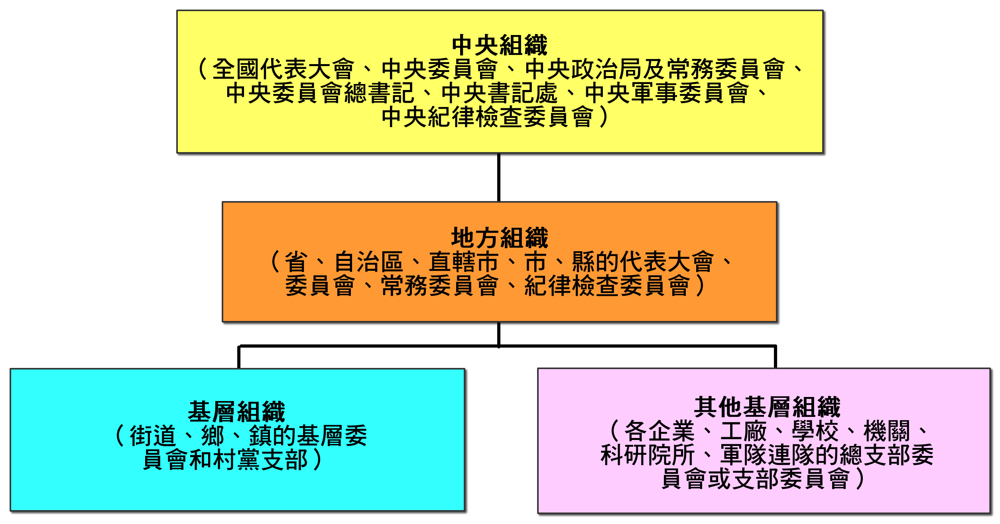 中央組織
（全國代表大會、中央委員會、中央政治局及常務委員會、
中央委員會總書記、中央書記處、中央軍事委員會、
中央紀律檢查委員會）
地方組織
（省、自治區、直轄市、市、縣的代表大會、
委員會、常務委員會、紀律檢查委員會）
基層組織
（街道、鄉、鎮的基層委
員會和村黨支部）
其他基層組織
（各企業、工廠、學校、機關、
科研院所、軍隊連隊的總支部委
員會或支部委員會）